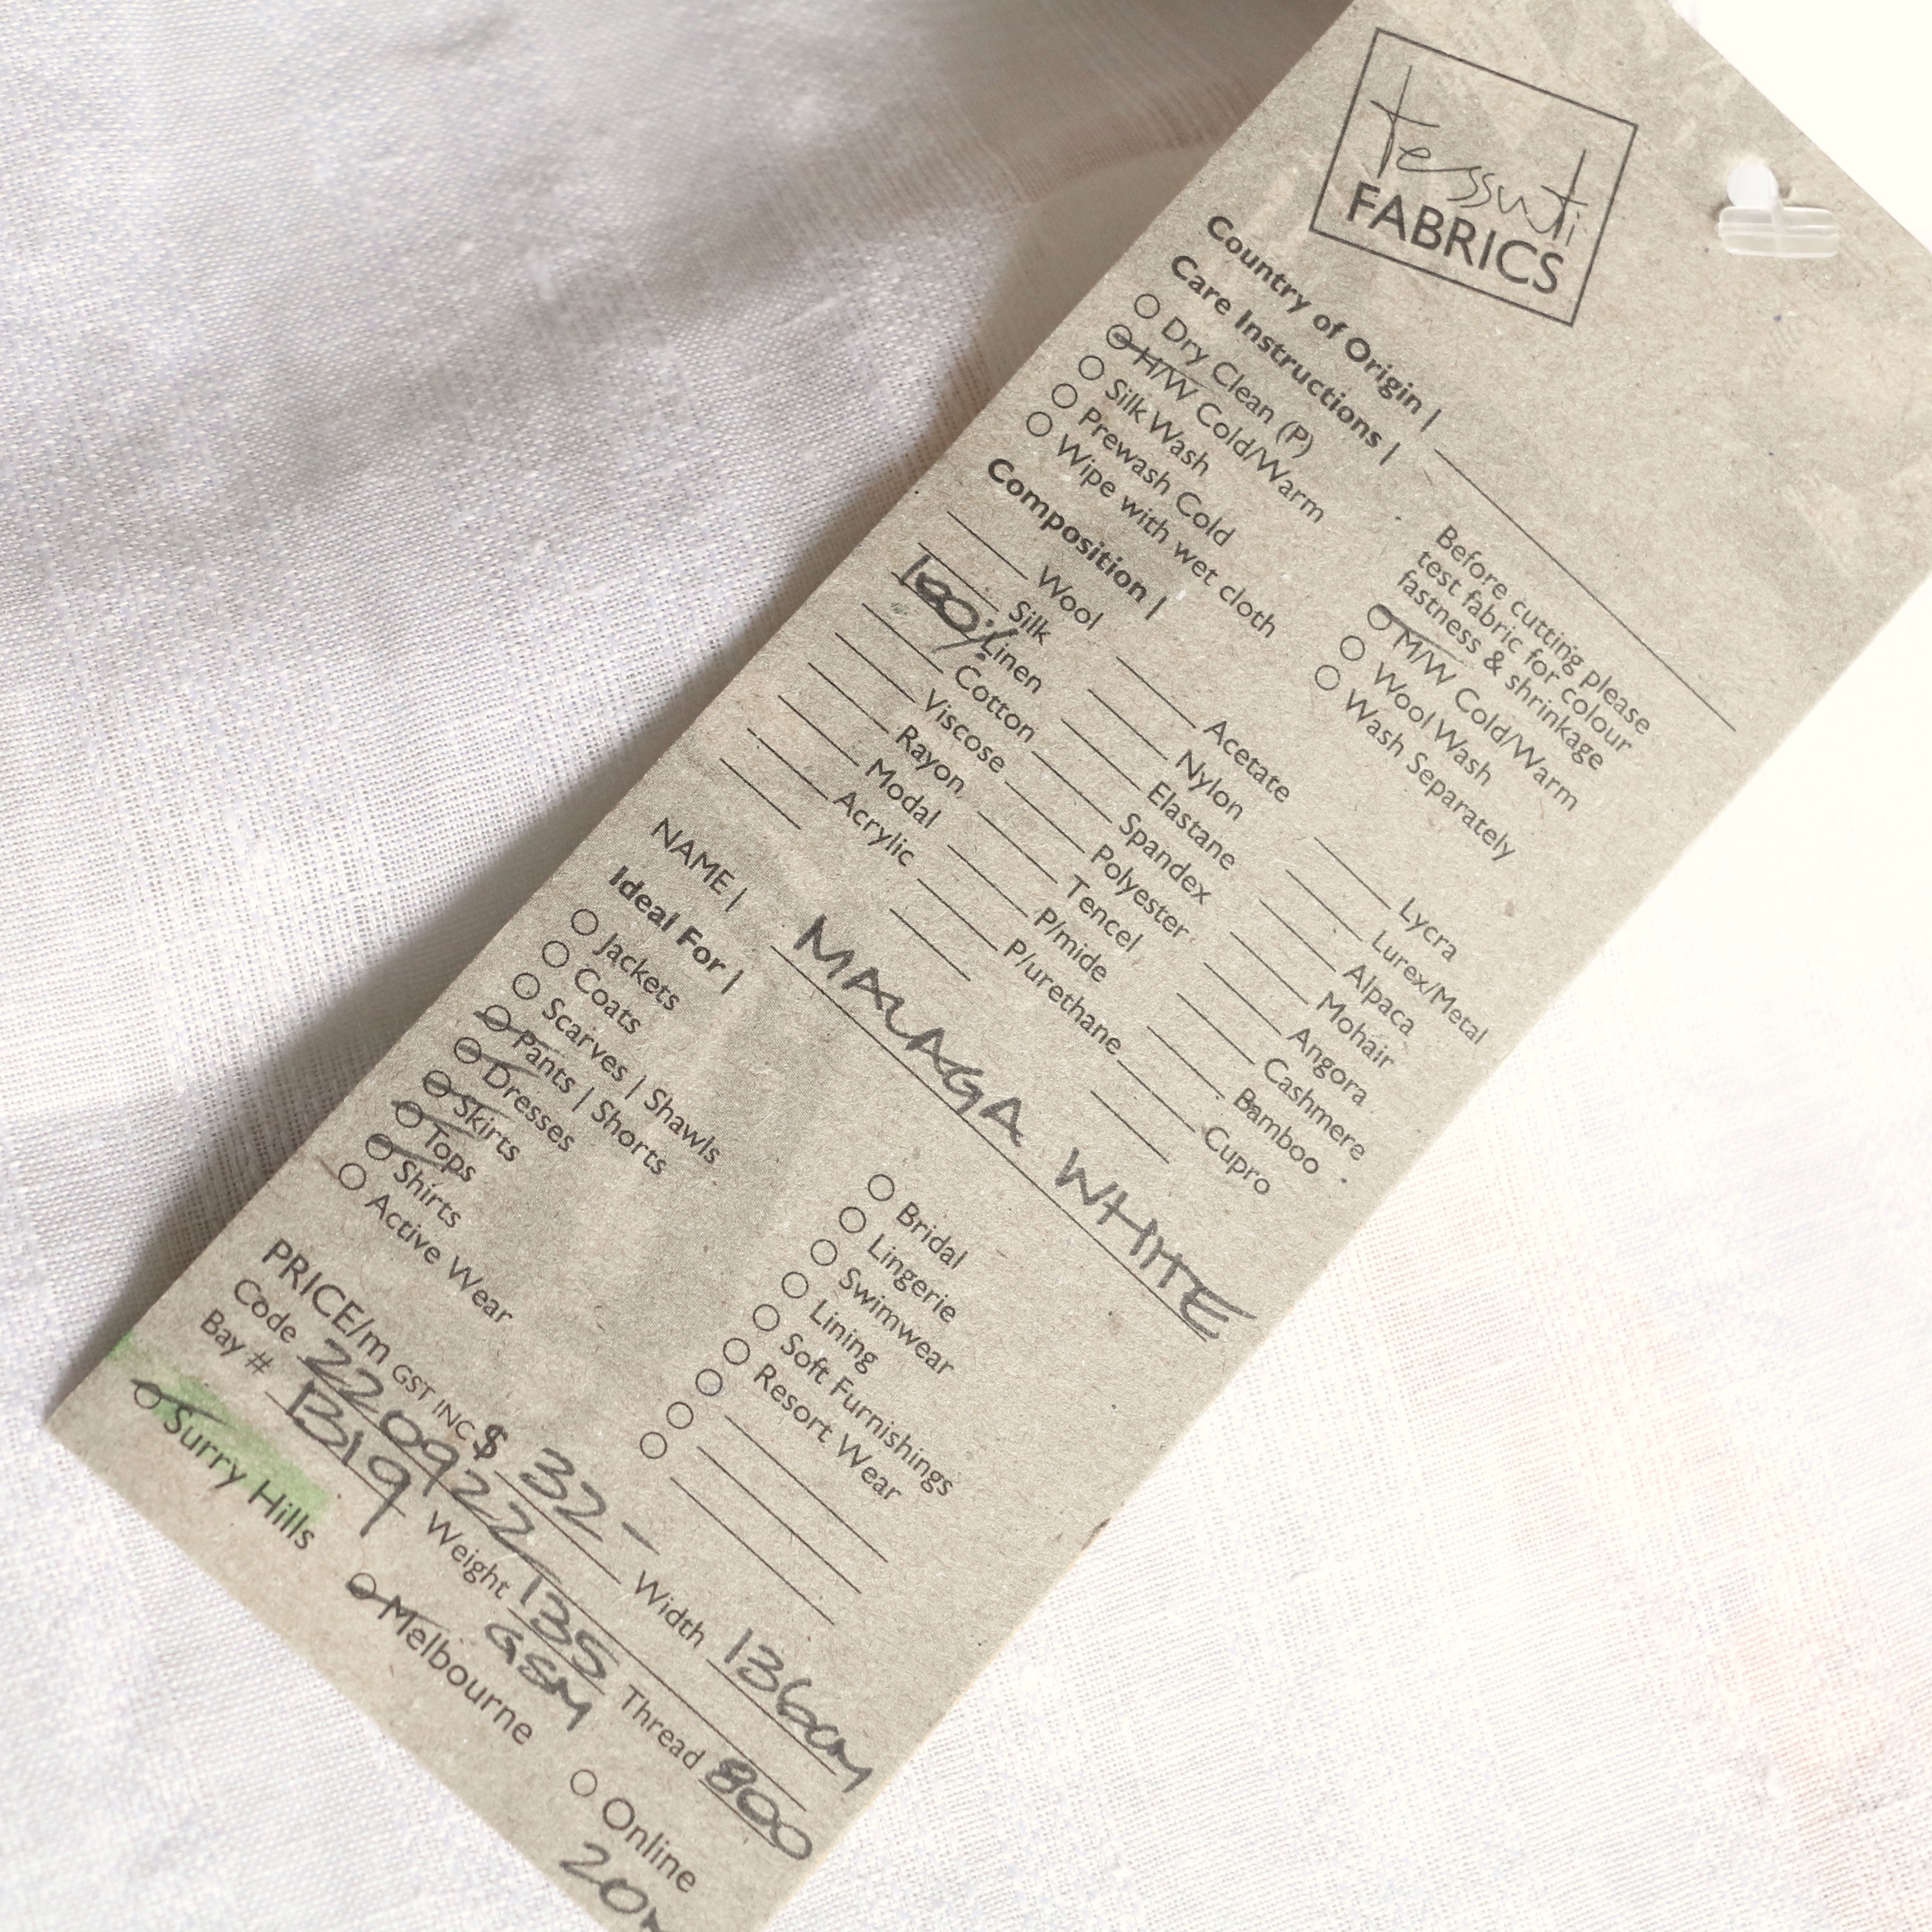 tessuti
FABRICS
Country of Origin |
Care Instructions |
Before cutting please
test fabric for colour
fastness & shrinkage
Dry Clean (P)
H/W Cold/Warm
M/W Cold/Warm
Silk Wash
Wool Wash
Prewash Cold
Wash Separately
Wipe with wet cloth
Composition |
Wool Acetate Lycra
Silk Nylon Lurex/Metal
100% Linen Elastane Alpaca
Cotton Spandex Mohair
Viscose Polyester Angora
Rayon Tencel Cashmere
Modal P/mide Bamboo
Acrylic P/urethane Cupro
NAME | MALAGA WHITE
Ideal For |
Jackets Bridal
Coats Lingerie
Scarves | Shawls Swimwear
Pants | Shorts Lining
Dresses Soft Furnishings
Skirts Resort Wear
Tops
Shirts
Active Wear
PRICE/m GST INC $ 32 - Width 136cm
Code 220922 Thread 800
Bay # B19 Weight 135 GSM
Surry Hills Melbourne Online